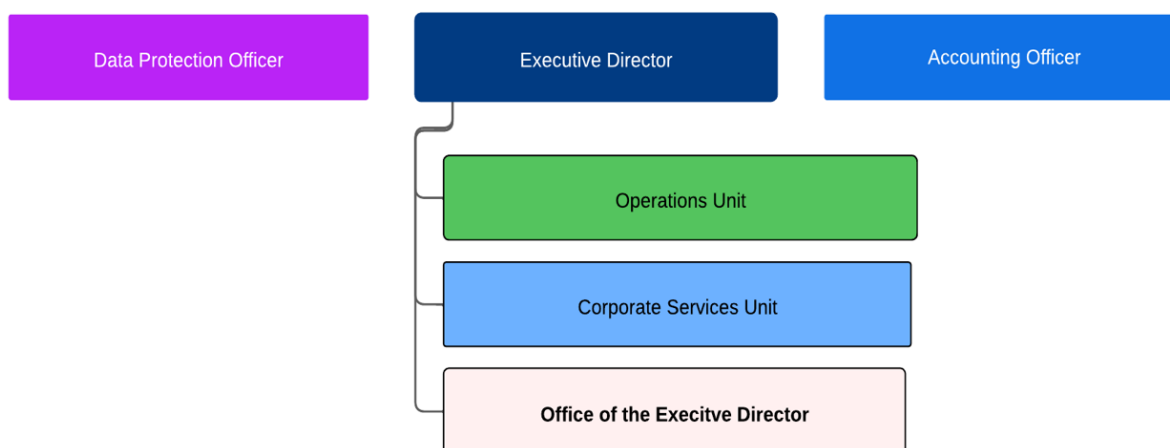 Data Protection Officer
Executive Director
Accounting Officer
Operations Unit
Corporate Services Unit
Office of the Execitve Director